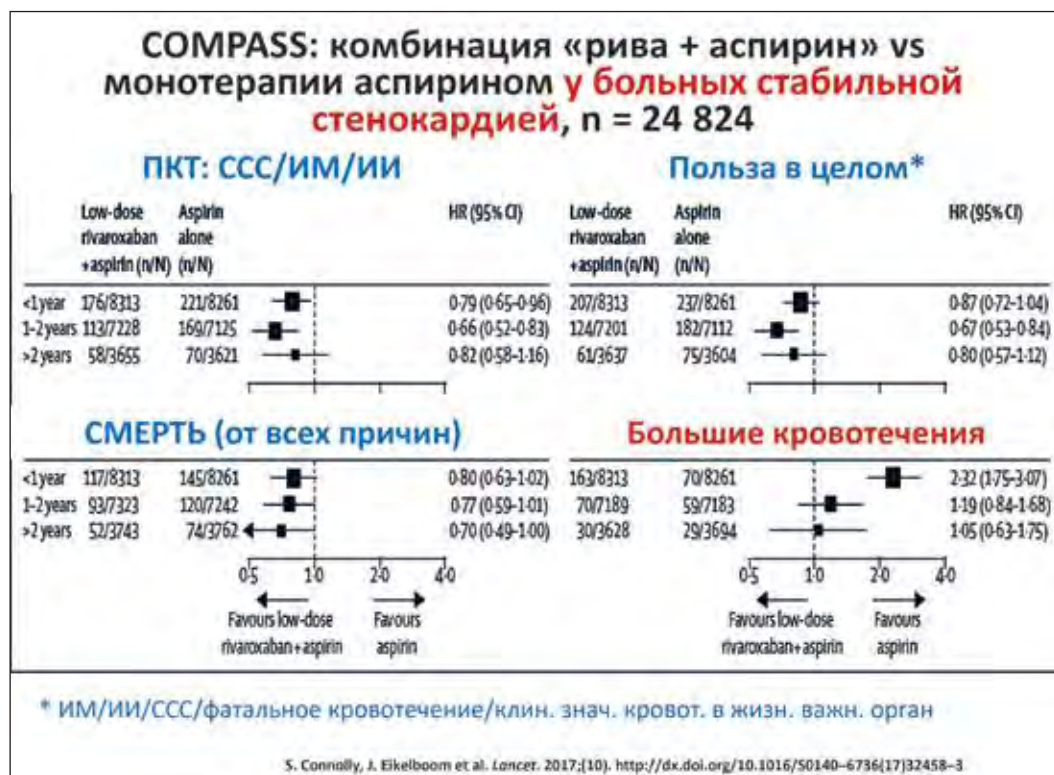 COMPASS: комбинация «рива + аспирин» vs
монотерапии аспирином у больных стабильной
стенокардией, n = 24 824
ПКТ: ССС/ИМ/ИИ
Low-dose Aspirin HR (95% CI)
rivaroxaban alone
+aspirin (n/N) (n/N)
<1 year 176/8313 221/8261 0·79 (0·65–0·96)
1–2 years 113/7228 169/7125 0·66 (0·52–0·83)
>2 years 58/3655 70/3621 0·82 (0·58–1·16)
Польза в целом*
Low-dose Aspirin HR (95% CI)
rivaroxaban alone
+aspirin (n/N) (n/N)
207/8313 237/8261 0·87 (0·72–1·04)
124/7201 182/7112 0·67 (0·53–0·84)
61/3637 75/3604 0·80 (0·57–1·12)
СМЕРТЬ (от всех причин)
<1 year 117/8313 145/8261 0·80 (0·63–1·02)
1–2 years 93/7323 120/7242 0·77 (0·59–1·01)
>2 years 52/3743 74/3762 0·70 (0·49–1·00)
0·5 1·0 2·0 4·0
Favours low-dose Favours
rivaroxaban+aspirin aspirin
Большие кровотечения
163/8313 70/8261 2·32 (1·75–3·07)
70/7189 59/7183 1·19 (0·84–1·68)
30/3628 29/3694 1·05 (0·63–1·75)
0·5 1·0 2·0 4·0
Favours low-dose Favours
rivaroxaban+aspirin aspirin
* ИМ/ИИ/ССС/фатальное кровотечение/клин. знач. кровот. в жизн. важн. орган
S. Connolly, J. Eikelboom et al. Lancet. 2017;(10). http://dx.doi.org/10.1016/S0140–6736(17)32458–3